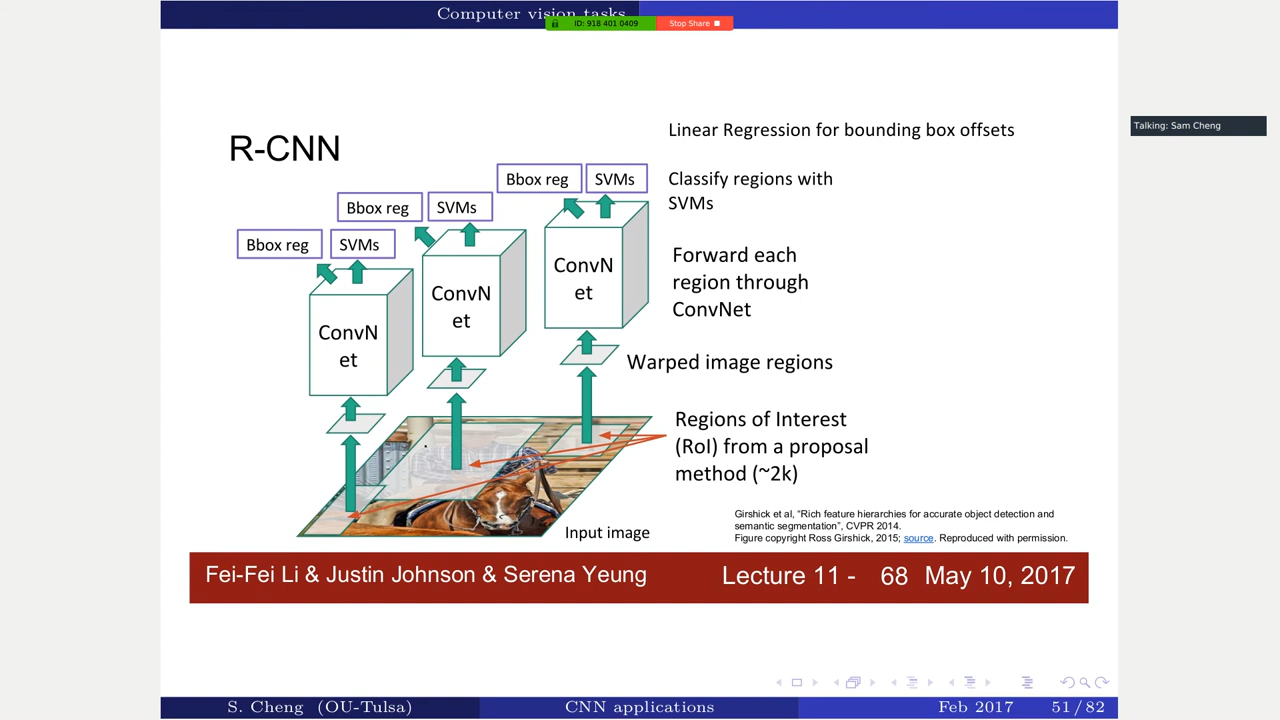 Computer vision tasks
ID: 918 401 0409
Stop Share
Talking: Sam Cheng
R-CNN
Linear Regression for bounding box offsets
Bbox reg
SVMs
Classify regions with
SVMs
Bbox reg
SVMs
Bbox reg
SVMs
ConvN
et
ConvN
et
ConvN
et
Forward each
region through
ConvNet
Warped image regions
Regions of Interest
(RoI) from a proposal
method (~2k)
Input image
Girshick et al, “Rich feature hierarchies for accurate object detection and
semantic segmentation”, CVPR 2014.
Figure copyright Ross Girshick, 2015; source. Reproduced with permission.
Fei-Fei Li & Justin Johnson & Serena Yeung
Lecture 11 - 68 May 10, 2017
S. Cheng (OU-Tulsa)
CNN applications
Feb 2017
51 / 82